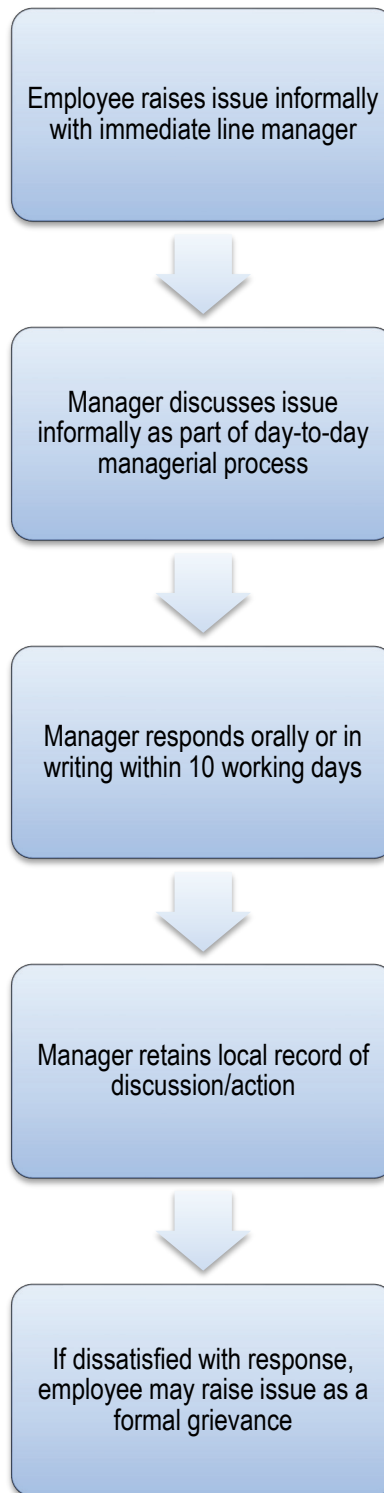 Employee raises issue informally
with immediate line manager
Manager discusses issue
informally as part of day-to-day
managerial process
Manager responds orally or in
writing within 10 working days
Manager retains local record of
discussion/action
If dissatisfied with response,
employee may raise issue as a
formal grievance